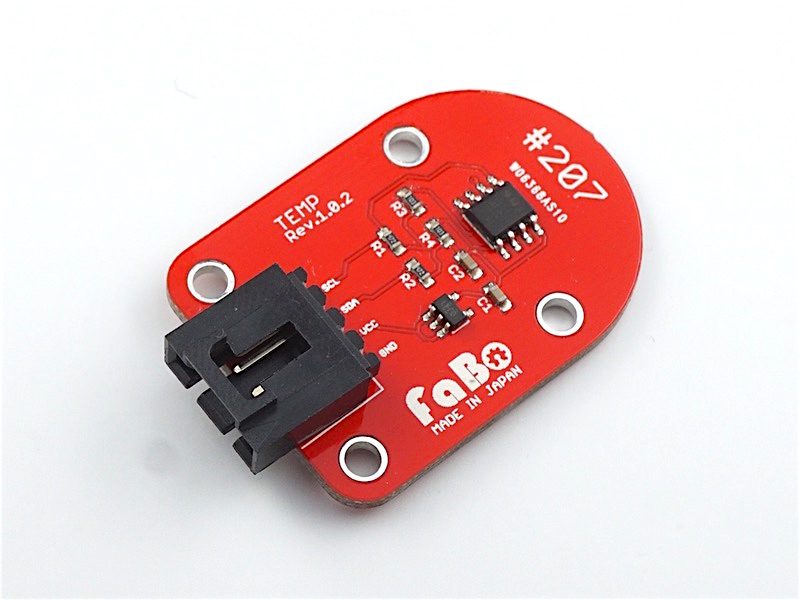 #207
W06368AS10
TEMP
Rev.1.0.2
R3
R4
R1
R2
C2
C1
SCL
SDA
VCC
GND
FaBo
MADE IN JAPAN